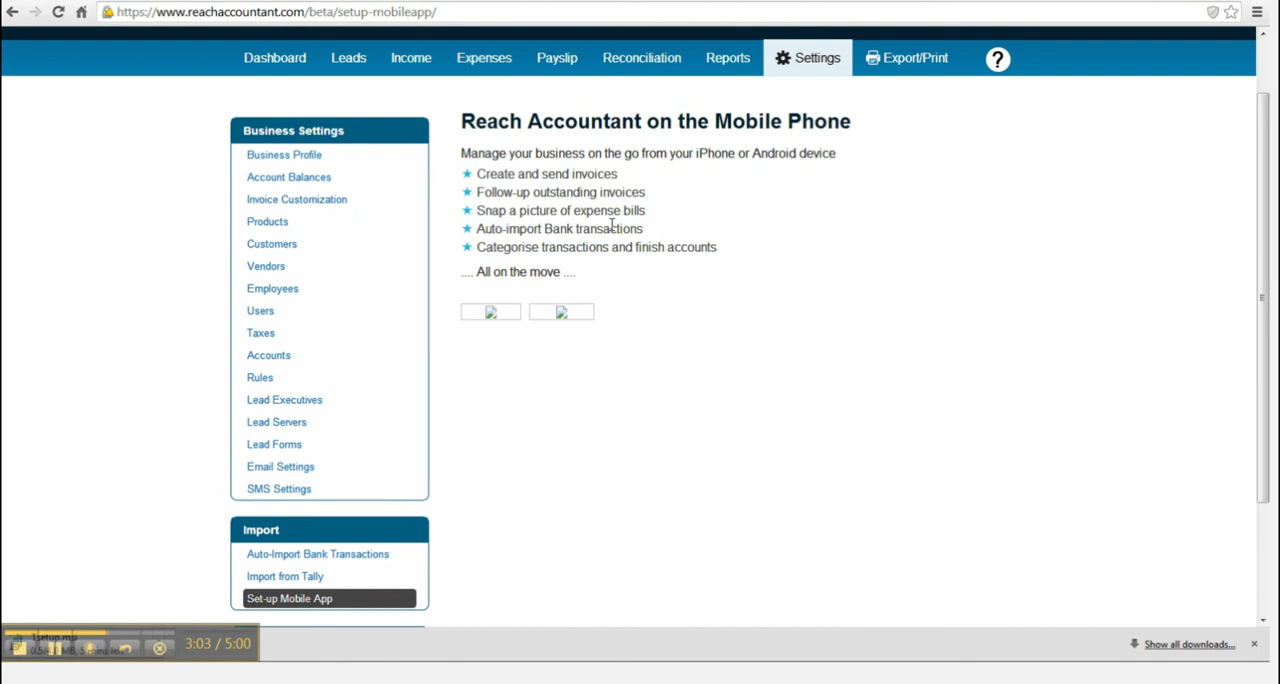 https://www.reachaccountant.com/beta/setup-mobileapp/
Dashboard Leads Income Expenses Payslip Reconciliation Reports Settings Export/Print ?
Business Settings
Business Profile
Account Balances
Invoice Customization
Products
Customers
Vendors
Employees
Users
Taxes
Accounts
Rules
Lead Executives
Lead Servers
Lead Forms
Email Settings
SMS Settings
Import
Auto-Import Bank Transactions
Import from Tally
Set-up Mobile App
Reach Accountant on the Mobile Phone
Manage your business on the go from your iPhone or Android device
Create and send invoices
Follow-up outstanding invoices
Snap a picture of expense bills
Auto-import Bank transactions
Categorise transactions and finish accounts
.... All on the move ....
setup.msi
MB, 5 mins
3:03 / 5:00
Show all downloads...